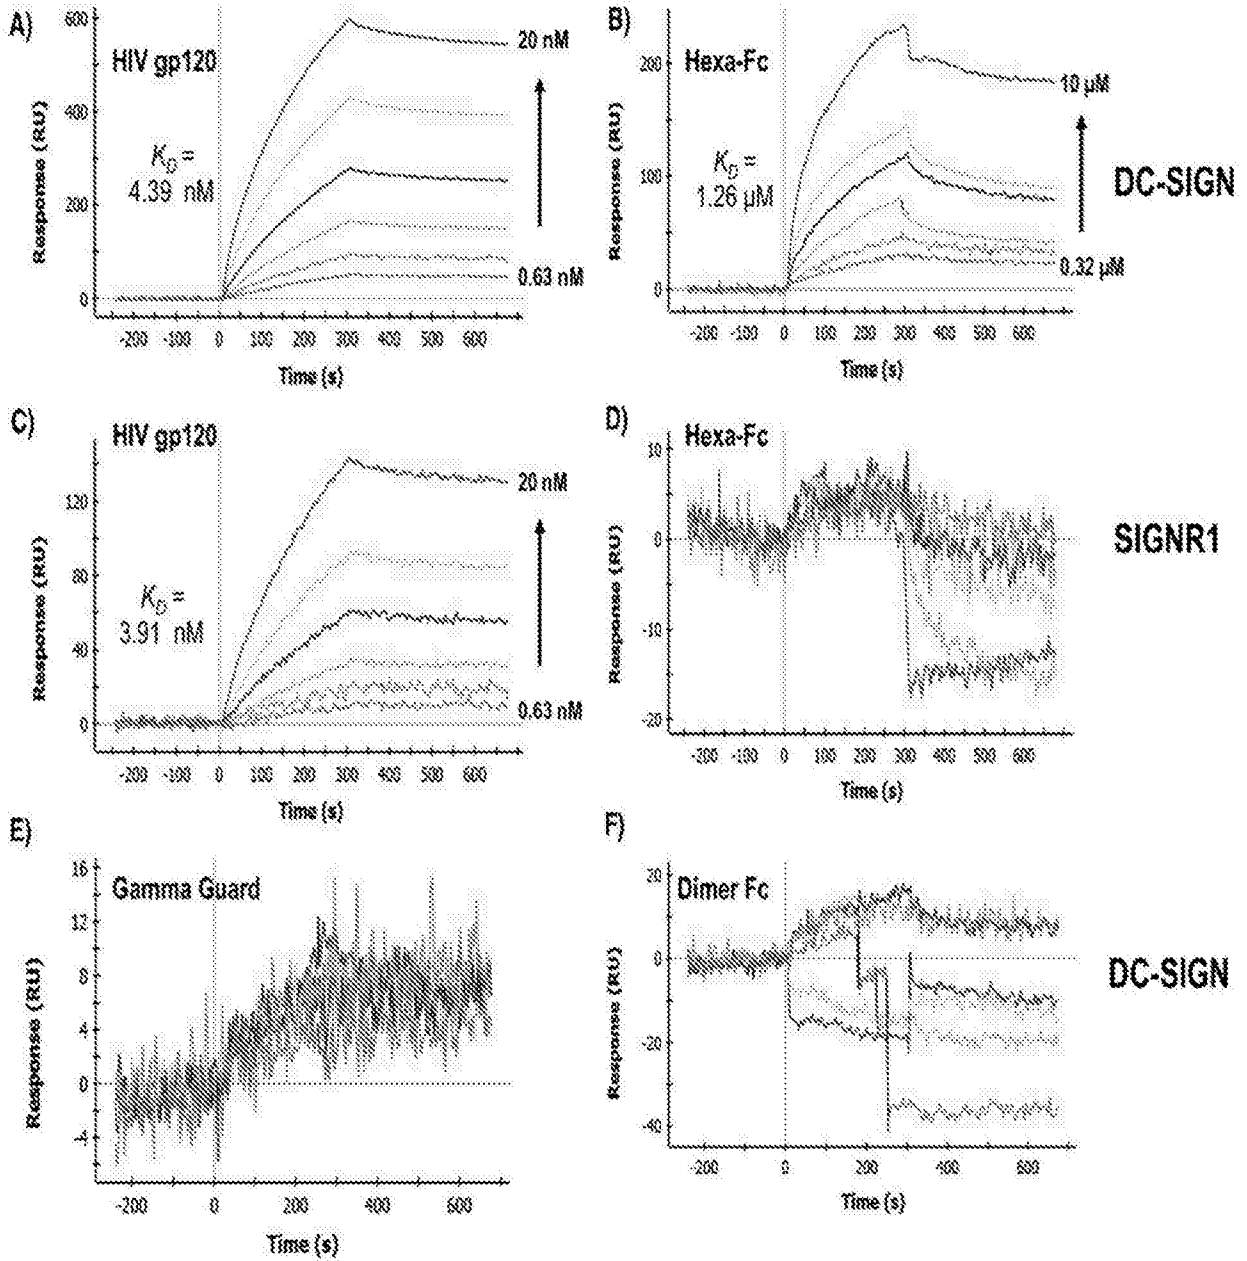 A)
HIV gp120
Response (RU)
600
400
200
0
K_D =
4.39 nM
20 nM
0.63 nM
-200 -100 0 100 200 300 400 500 600
Time (s)
B)
Hexa-Fc
Response (RU)
200
100
0
K_D =
1.26 µM
10 µM
0.32 µM
-200 -100 0 100 200 300 400 500 600
Time (s)
DC-SIGN
C)
HIV gp120
Response (RU)
120
80
40
0
K_D =
3.91 nM
20 nM
0.63 nM
-200 -100 0 100 200 300 400 500 600
Time (s)
D)
Hexa-Fc
Response (RU)
10
0
-10
-20
-200 -100 0 100 200 300 400 500 600
Time (s)
SIGNR1
E)
Gamma Guard
Response (RU)
16
12
8
4
0
-4
-200 0 200 400 600
Time (s)
F)
Dimer Fc
Response (RU)
20
0
-20
-40
-200 0 200 400 600
Time (s)
DC-SIGN